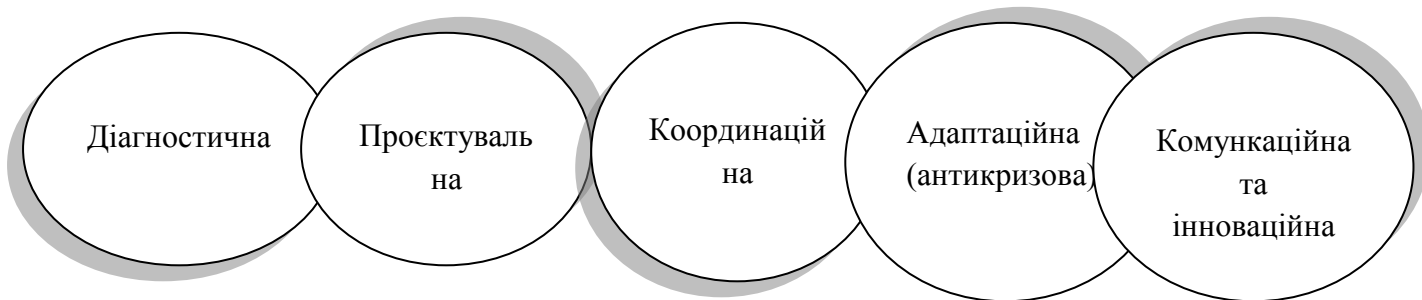 Діагностична
Проєктуваль
на
Координацій
на
Адаптаційна
(антикризова)
Комункаційна
та
інноваційна